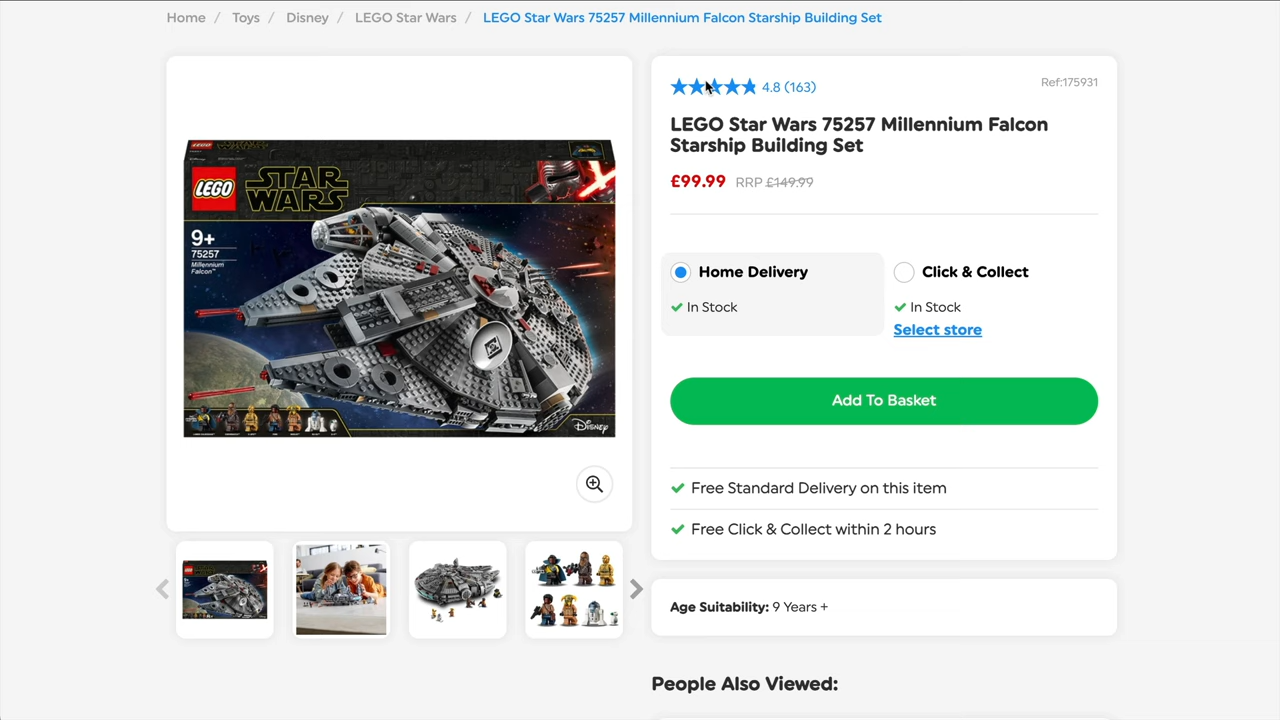 Home / Toys / Disney / LEGO Star Wars / LEGO Star Wars 75257 Millennium Falcon Starship Building Set
4.8 (163)
Ref:175931
LEGO Star Wars 75257 Millennium Falcon
Starship Building Set
£99.99 RRP £149.99
LEGO
STAR
WARS
9+
75257
Millennium
Falcon™
Disney
Home Delivery
In Stock
Click & Collect
In Stock
Select store
Add To Basket
Free Standard Delivery on this item
Free Click & Collect within 2 hours
Age Suitability: 9 Years +
People Also Viewed: